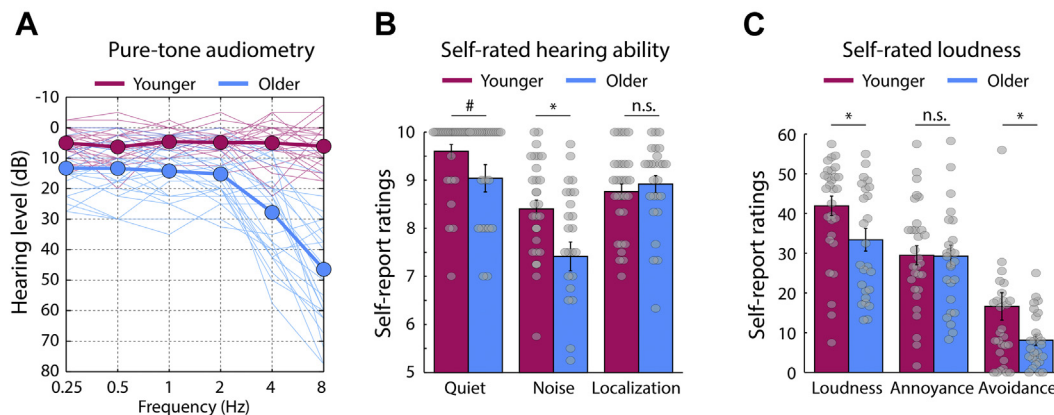 A
Pure-tone audiometry
Younger Older
-10
0
10
20
30
40
50
60
70
80
Hearing level (dB)
0.25 0.5 1 2 4 8
Frequency (Hz)
B
Self-rated hearing ability
Younger Older
# * n.s.
10
9
8
7
6
5
Self-report ratings
Quiet Noise Localization
C
Self-rated loudness
Younger Older
* n.s. *
60
50
40
30
20
10
0
Self-report ratings
Loudness Annoyance Avoidance